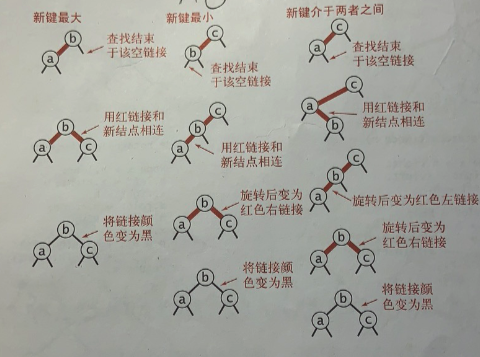 新键最大
b
a
查找结束
于该空链接
b
a
c
用红链接和
新结点相连
b
a
c
将链接颜
色变为黑
新键最小
c
b
查找结束
于该空链接
c
b
a
用红链接和
新结点相连
b
a
c
旋转后变为
红色右链接
b
a
c
将链接颜
色变为黑
新键介于两者之间
c
a
查找结束
于该空链接
c
a
b
用红链接和
新结点相连
c
b
a
旋转后变为红色左链接
b
a
c
旋转后变为
红色右链接
b
a
c
将链接颜
色变为黑